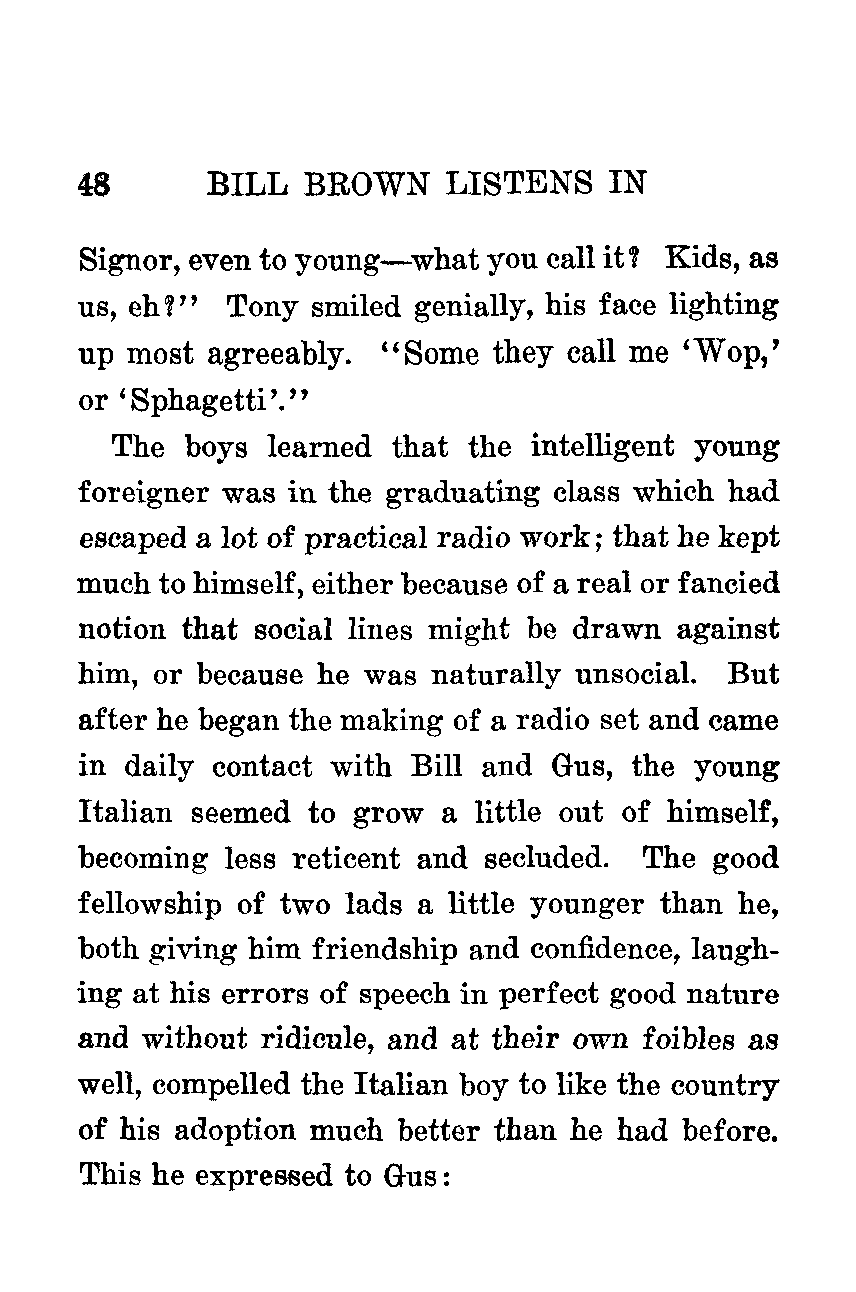 48 BILL BROWN LISTENS IN
Signor, even to young—what you call it? Kids, as
us, eh?" Tony smiled genially, his face lighting
up most agreeably. "Some they call me 'Wop,'
or 'Sphagetti'."
The boys learned that the intelligent young
foreigner was in the graduating class which had
escaped a lot of practical radio work; that he kept
much to himself, either because of a real or fancied
notion that social lines might be drawn against
him, or because he was naturally unsocial. But
after he began the making of a radio set and came
in daily contact with Bill and Gus, the young
Italian seemed to grow a little out of himself,
becoming less reticent and secluded. The good
fellowship of two lads a little younger than he,
both giving him friendship and confidence, laugh-
ing at his errors of speech in perfect good nature
and without ridicule, and at their own foibles as
well, compelled the Italian boy to like the country
of his adoption much better than he had before.
This he expressed to Gus: